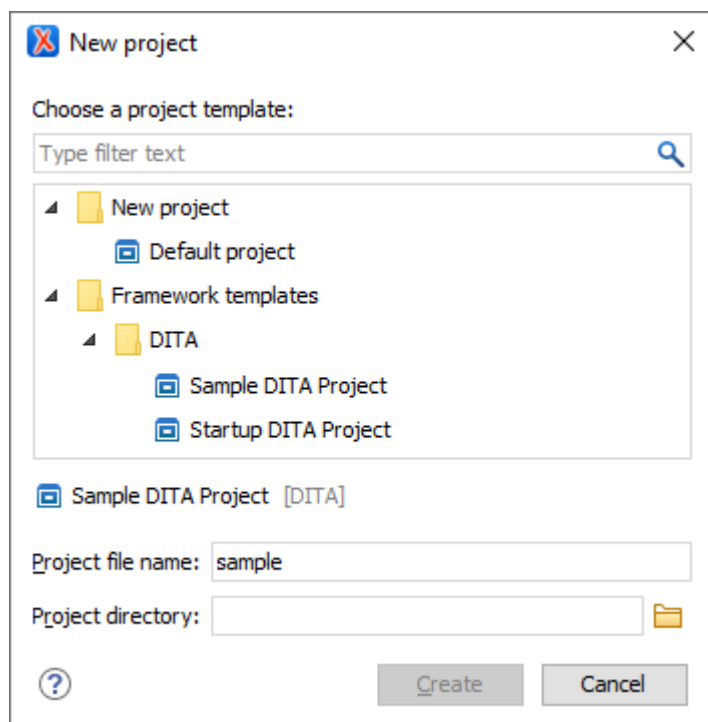 New project
Choose a project template:
Type filter text
New project
Default project
Framework templates
DITA
Sample DITA Project
Startup DITA Project
Sample DITA Project [DITA]
Project file name: sample
Project directory:
? Create Cancel